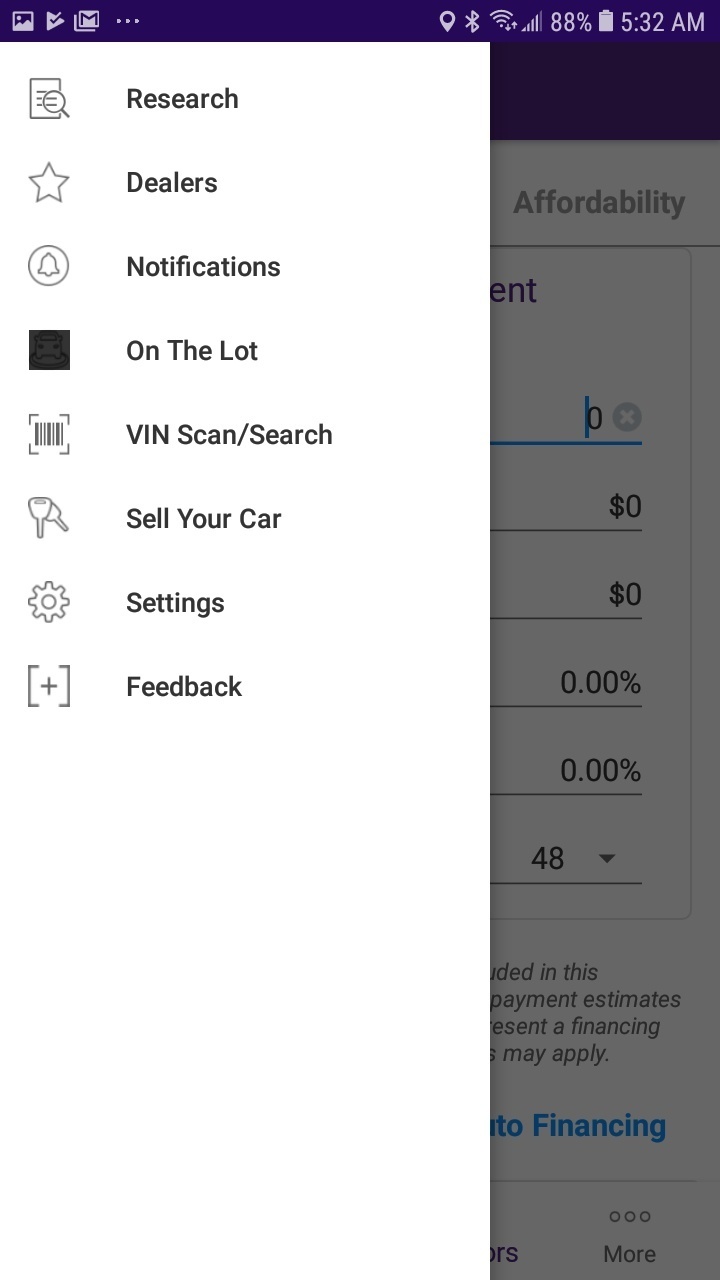 88% 5:32 AM
Research
Dealers
Notifications
On The Lot
VIN Scan/Search
Sell Your Car
Settings
Feedback
Affordability
ent
0
$0
$0
0.00%
0.00%
48
uded in this
payment estimates
resent a financing
s may apply.
uto Financing
ors
More